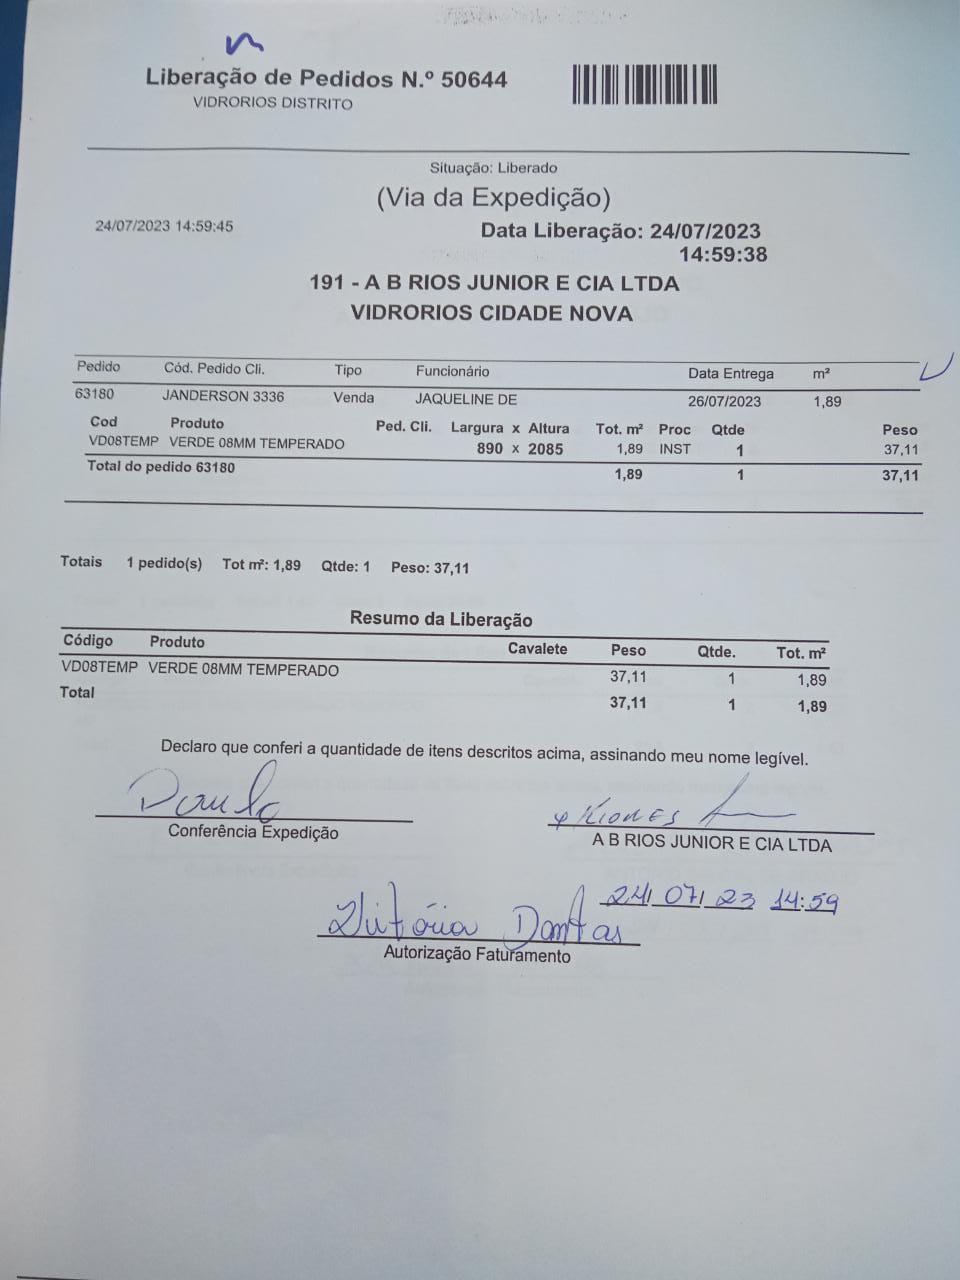 Liberação de Pedidos N.º 50644
VIDRORIOS DISTRITO
Situação: Liberado
(Via da Expedição)
24/07/2023 14:59:45
Data Liberação: 24/07/2023
14:59:38
191 - A B RIOS JUNIOR E CIA LTDA
VIDRORIOS CIDADE NOVA
Pedido Cód. Pedido Cli. Tipo Funcionário Data Entrega m²
63180 JANDERSON 3336 Venda JAQUELINE DE 26/07/2023 1,89
Cod Produto Ped. Cli. Largura x Altura Tot. m² Proc Qtde Peso
VD08TEMP VERDE 08MM TEMPERADO 890 x 2085 1,89 INST 1 37,11
Total do pedido 63180 1,89 1 37,11
Totais 1 pedido(s) Tot m²: 1,89 Qtde: 1 Peso: 37,11
Resumo da Liberação
Código Produto Cavalete Peso Qtde. Tot. m²
VD08TEMP VERDE 08MM TEMPERADO 37,11 1 1,89
Total 37,11 1 1,89
Declaro que conferi a quantidade de itens descritos acima, assinando meu nome legível.
Conferência Expedição
A B RIOS JUNIOR E CIA LTDA
24/07/23 14:59
Vitória Dantas
Autorização Faturamento